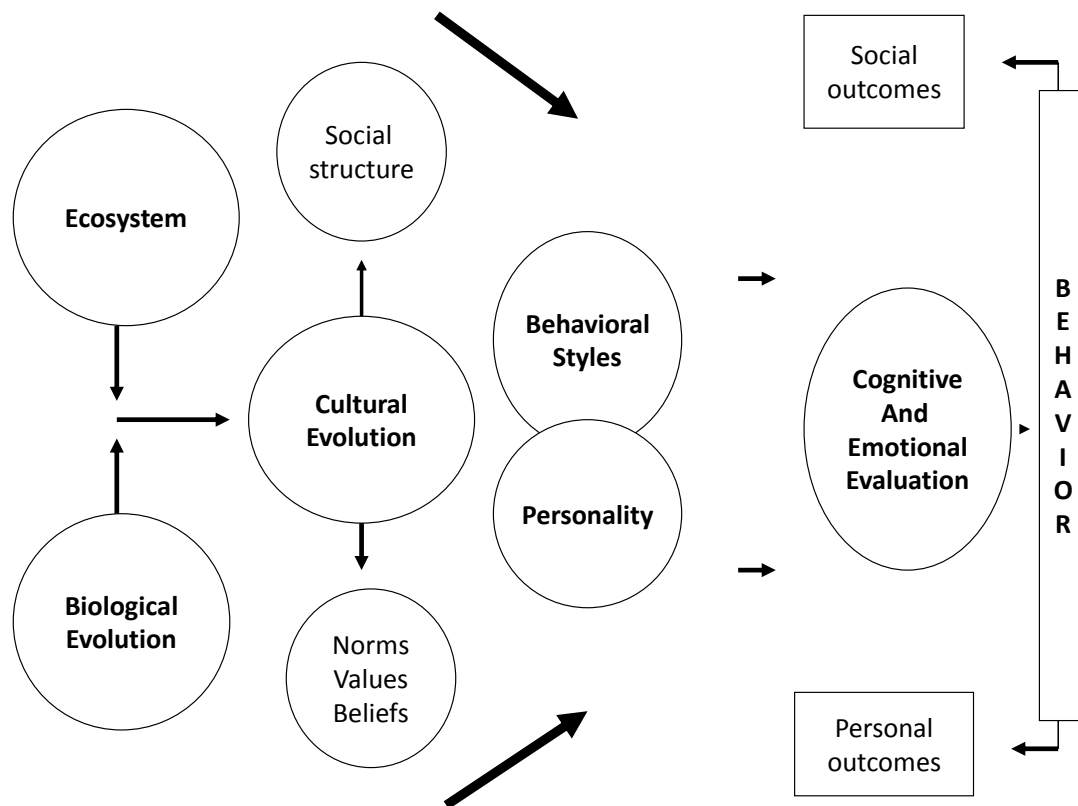 Social
outcomes
Social
structure
Ecosystem
Behavioral
Styles
Cultural
Evolution
Cognitive
And
Emotional
Evaluation
B
E
H
A
V
I
O
R
Personality
Biological
Evolution
Norms
Values
Beliefs
Personal
outcomes